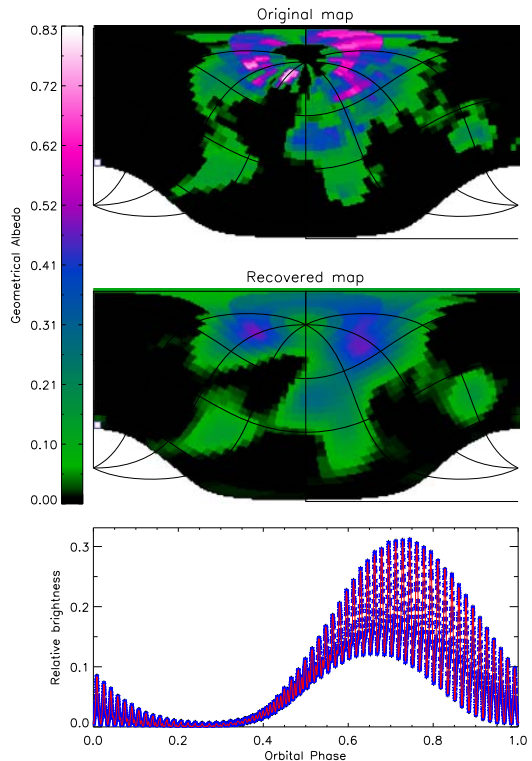 Original map
0.83
0.72
0.62
0.52
0.41
0.31
0.21
0.10
0.00
Geometrical Albedo
Recovered map
0.3
0.2
0.1
0.0
Relative brightness
0.0 0.2 0.4 0.6 0.8 1.0
Orbital Phase